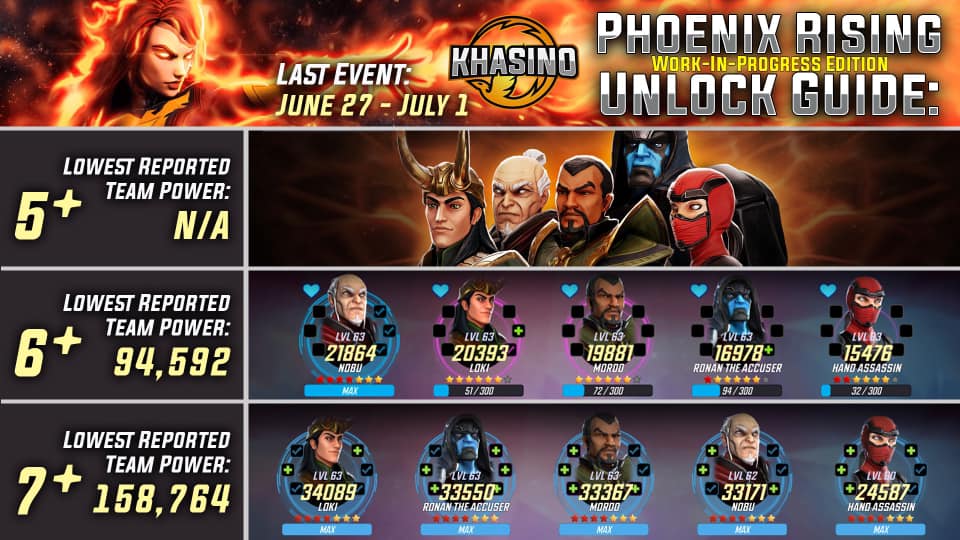 LAST EVENT:
JUNE 27 - JULY 1
KHASINO
PHOENIX RISING
WORK-IN-PROGRESS EDITION
UNLOCK GUIDE:
5+
LOWEST REPORTED
TEAM POWER:
N/A
6+
LOWEST REPORTED
TEAM POWER:
94,592
LVL 63
21864
NOBU
MAX
LVL 63
20393
LOKI
51 / 300
LVL 63
19881
MORDO
72 / 300
LVL 63
16978
RONAN THE ACCUSER
94 / 300
LVL 63
15476
HAND ASSASSIN
32 / 300
7+
LOWEST REPORTED
TEAM POWER:
158,764
LVL 63
34089
LOKI
MAX
LVL 63
33550
RONAN THE ACCUSER
MAX
LVL 63
33367
MORDO
MAX
LVL 62
33171
NOBU
MAX
24587
HAND ASSASSIN
MAX